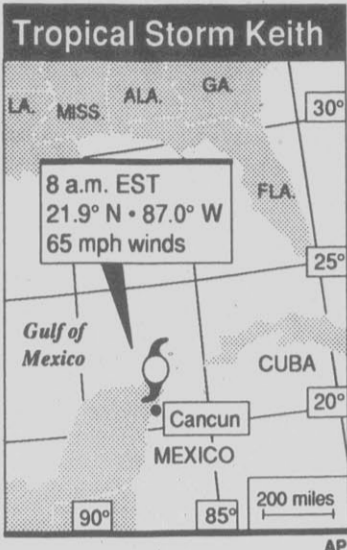 Tropical Storm Keith
LA.
MISS.
ALA.
GA.
30°
8 a.m. EST
21.9° N • 87.0° W
65 mph winds
FLA.
25°
Gulf of
Mexico
CUBA
20°
Cancun
MEXICO
90°
85°
200 miles
AP